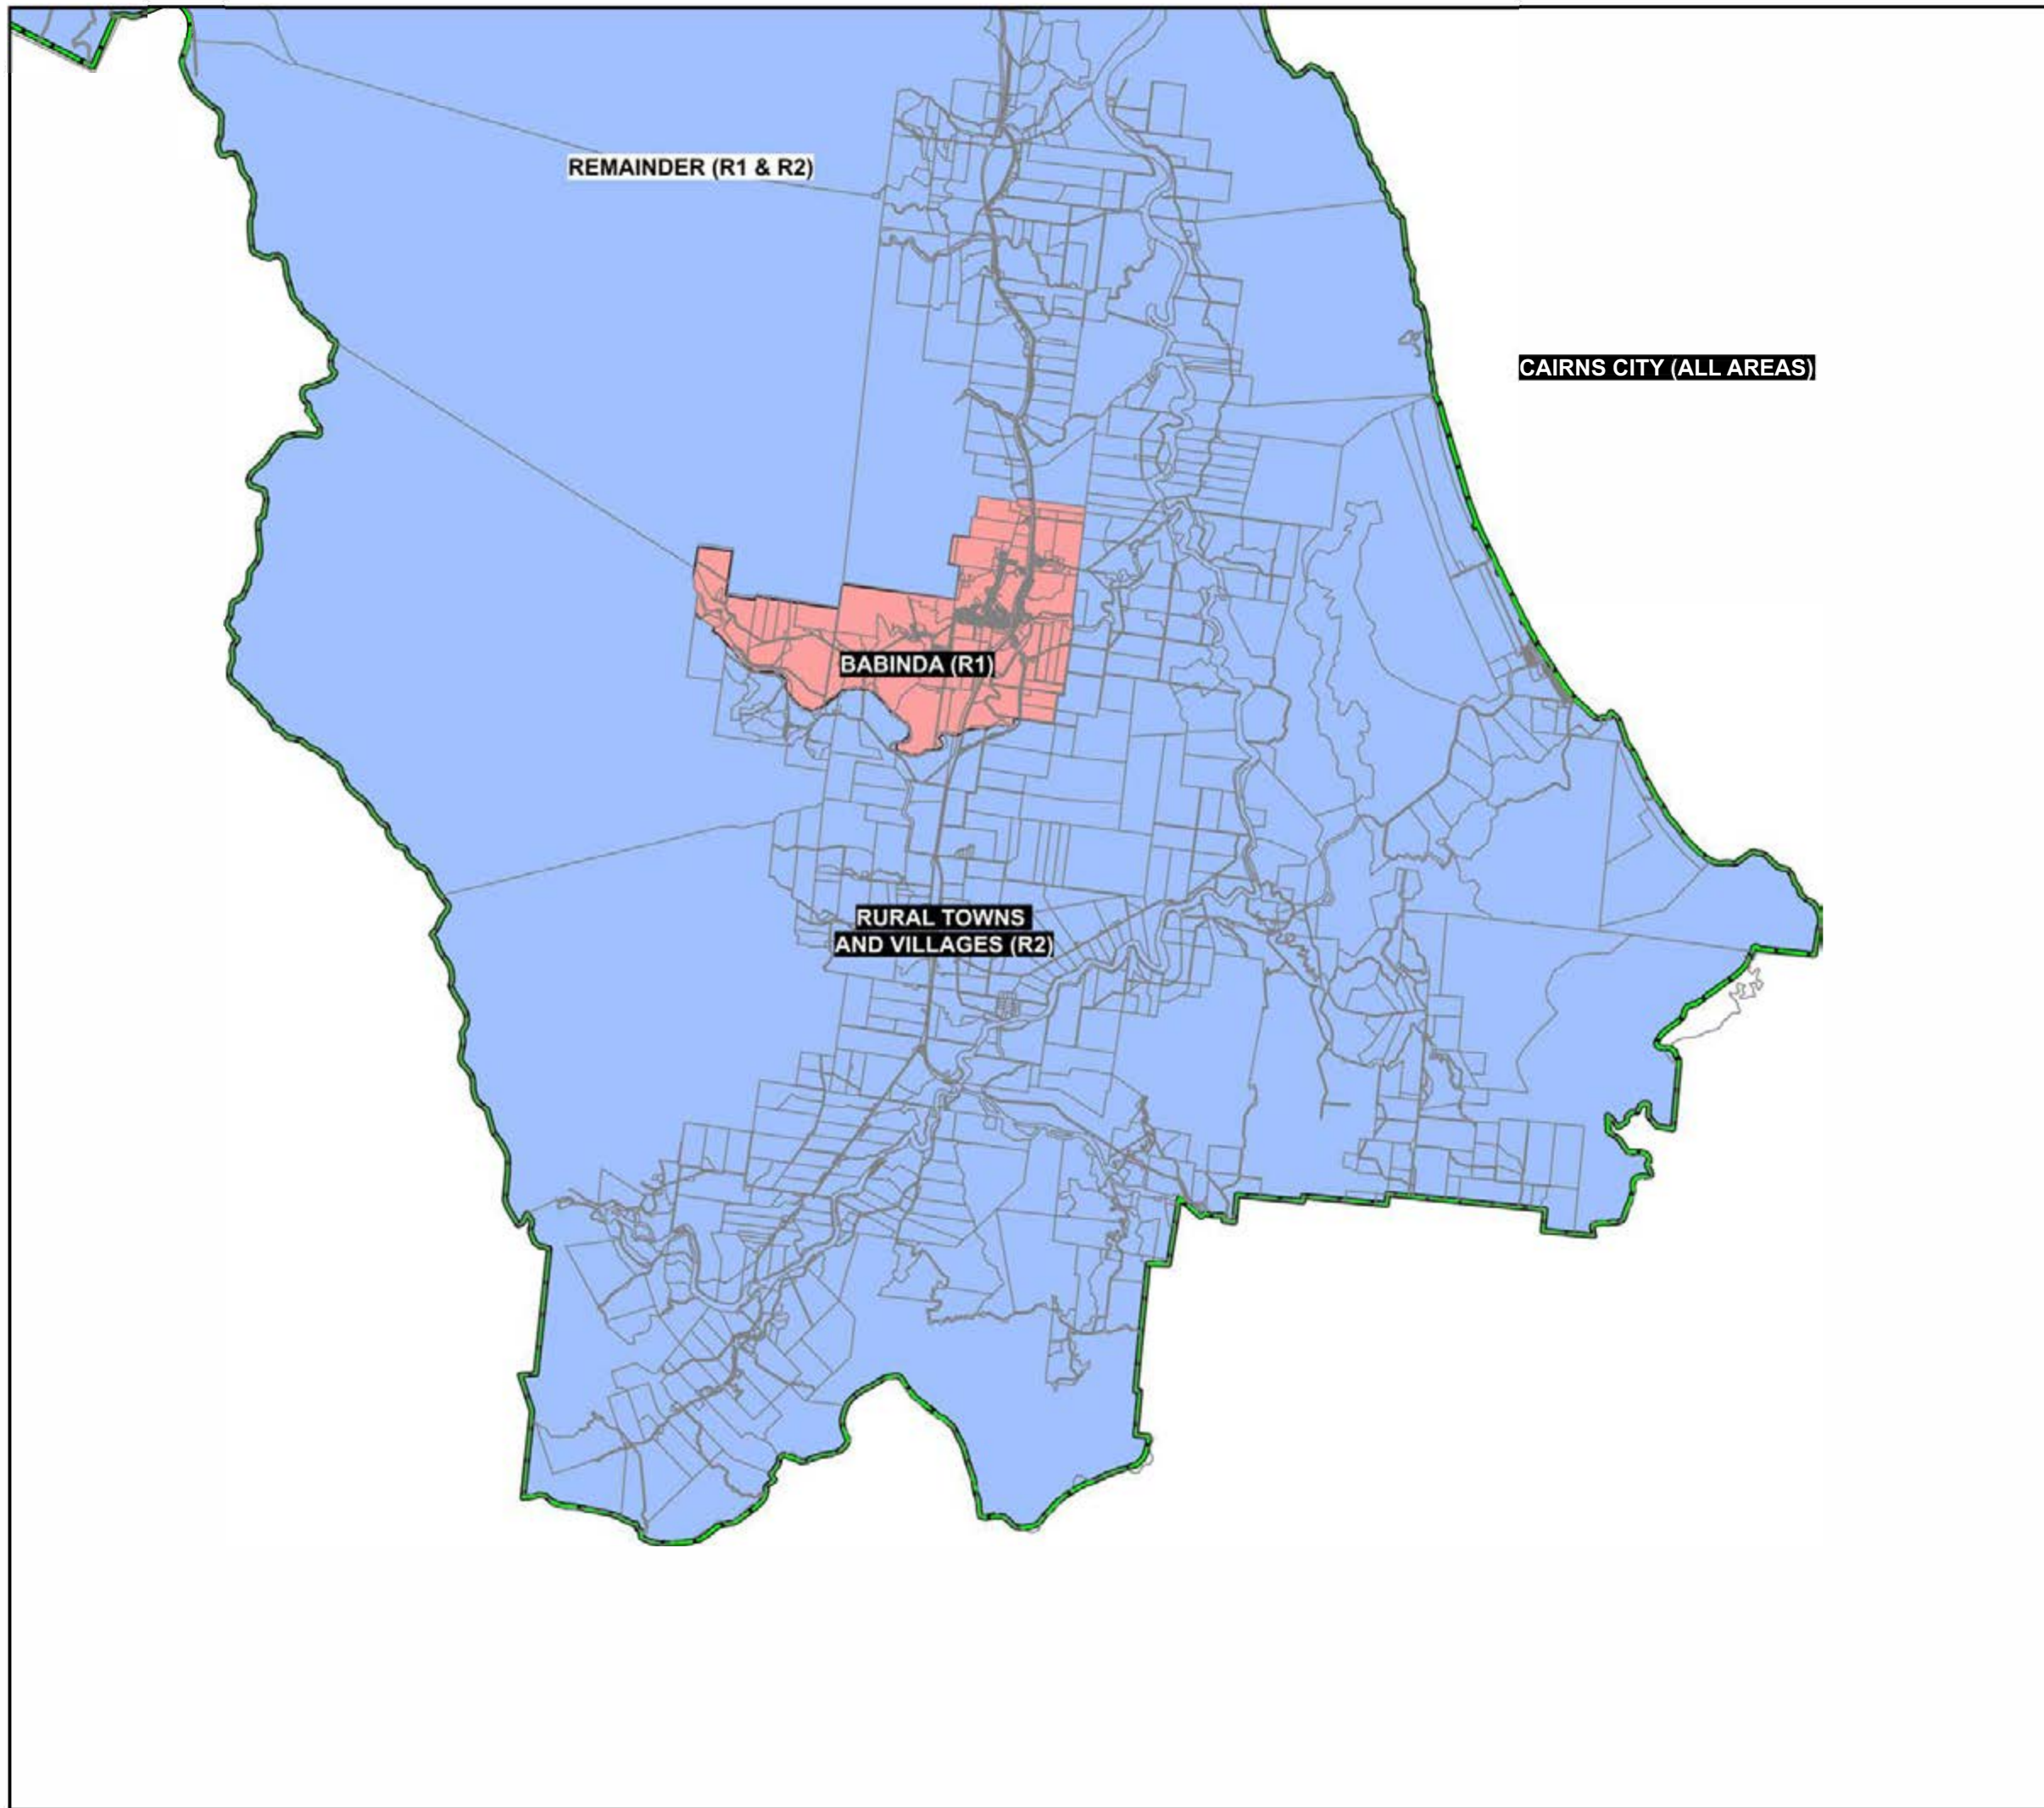 REMAINDER (R1 & R2)
CAIRNS CITY (ALL AREAS)
BABINDA (R1)
RURAL TOWNS
AND VILLAGES (R2)